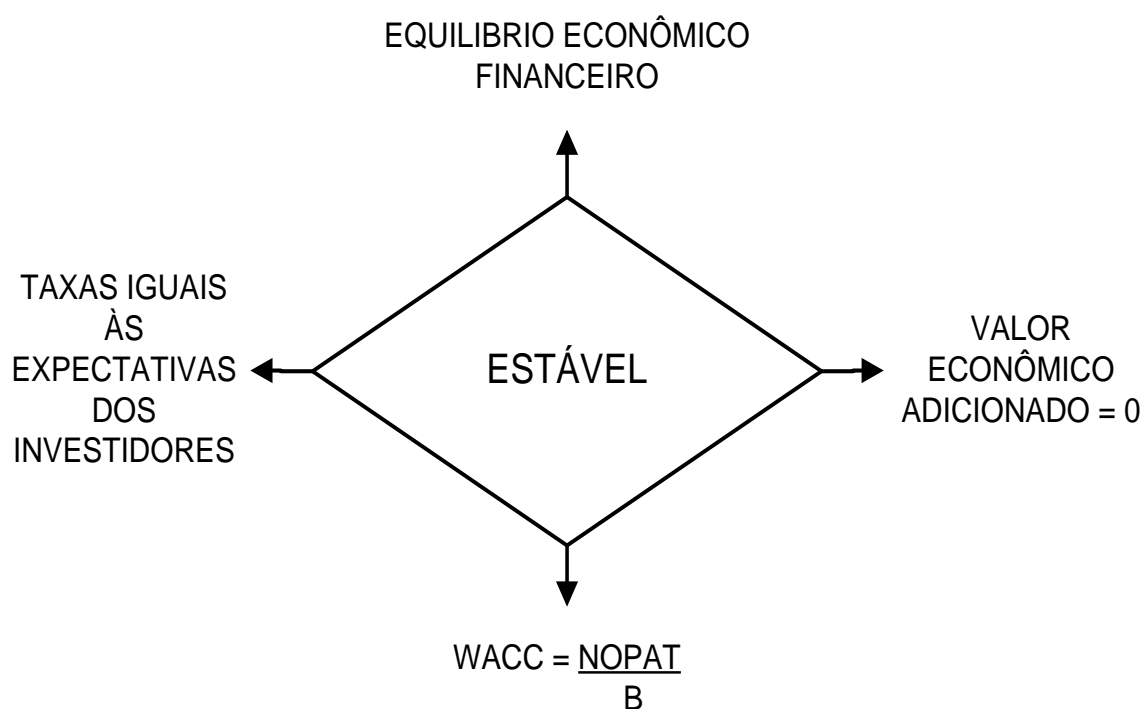 EQUILIBRIO ECONÔMICO
FINANCEIRO
TAXAS IGUAIS
ÀS
EXPECTATIVAS
DOS
INVESTIDORES
ESTÁVEL
VALOR
ECONÔMICO
ADICIONADO = 0
WACC = NOPAT
B